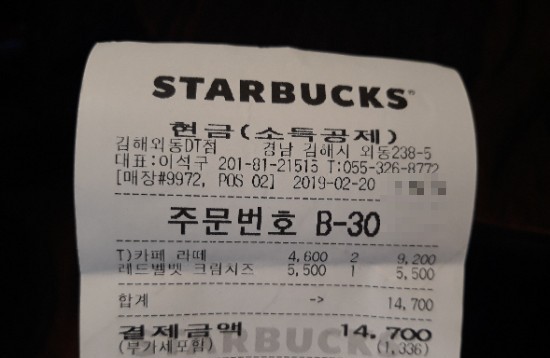 STARBUCKS®
현금(소득공제)
김해외동DT점 경남 김해시 외동238-5
대표:이석구 201-81-21515 T:055-326-8772
[매장#9972, POS 02] 2019-02-20
주문번호 B-30
T)카페 라떼 4,600 2 9,200
레드벨벳 크림치즈 5,500 1 5,500
합계 -> 14,700
결제금액 14,700
(부가세포함) (1,336)
STARBUCKS